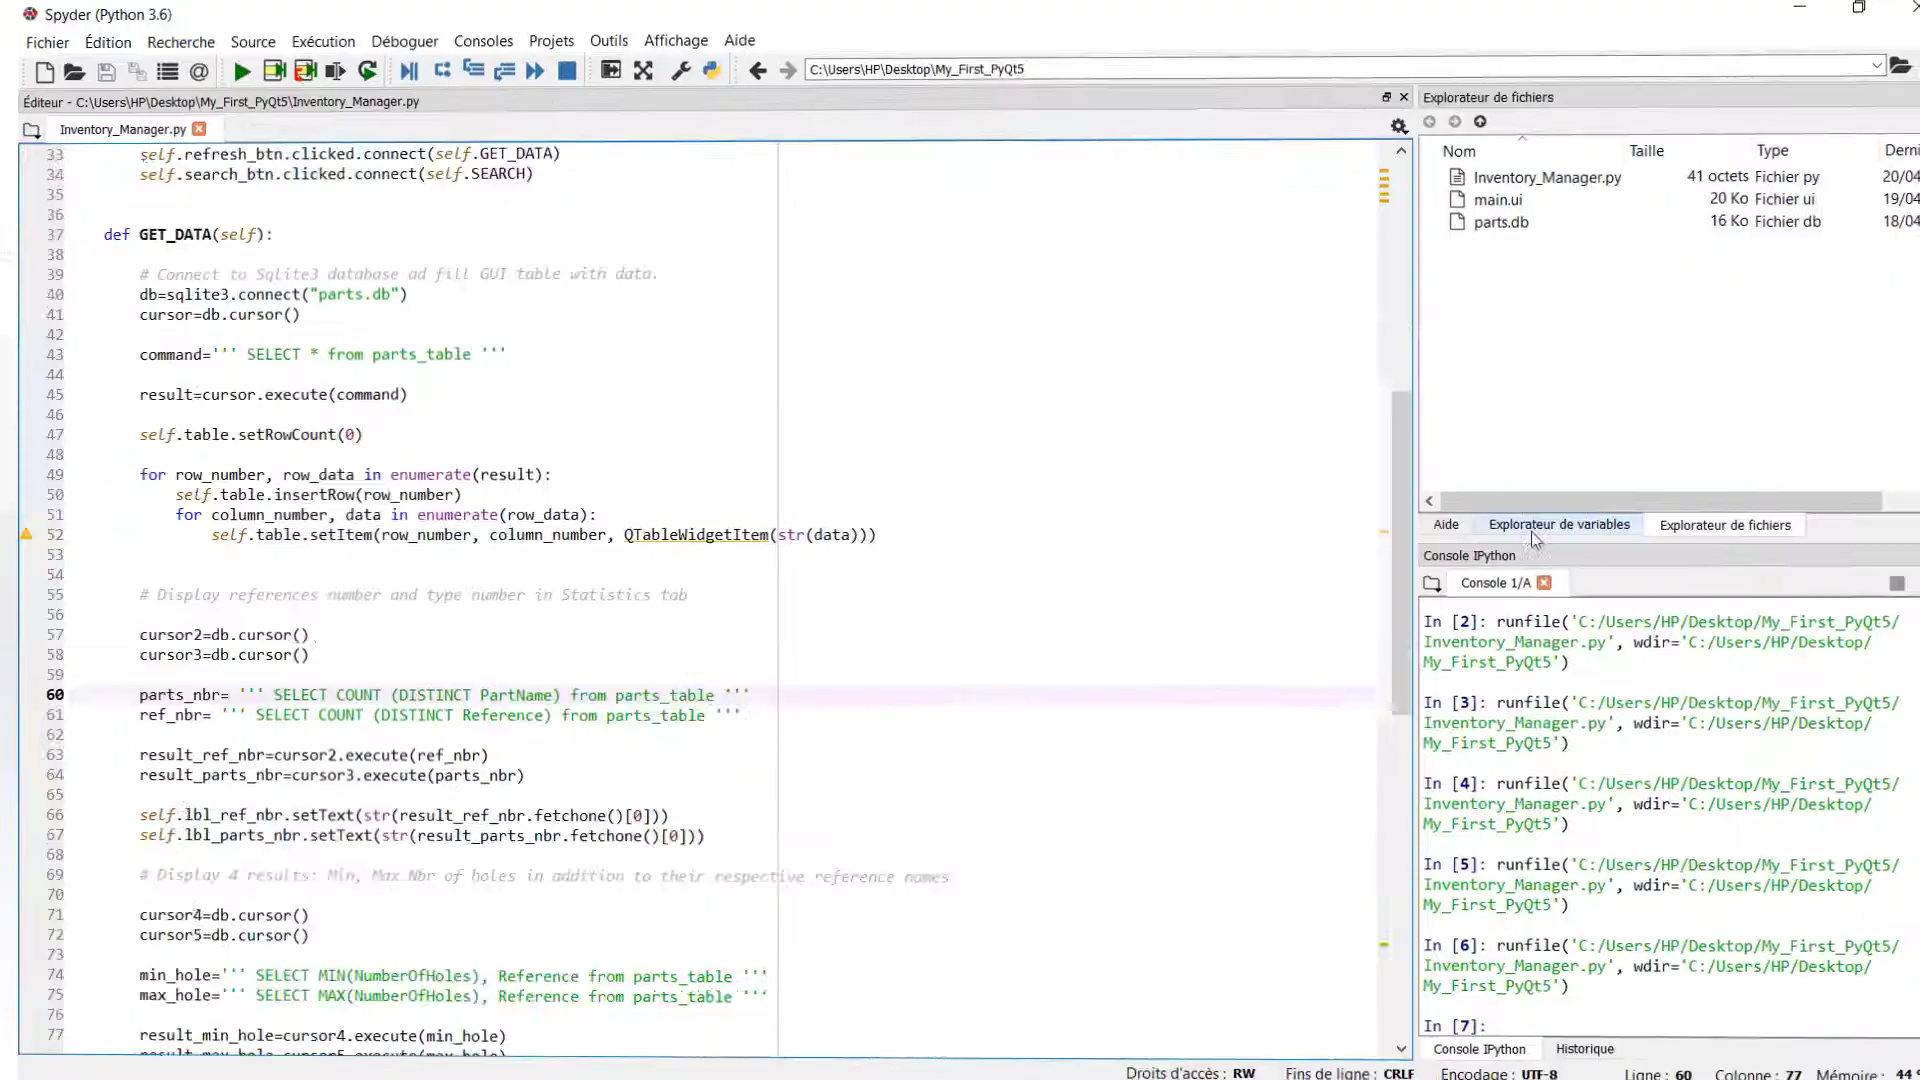 Spyder (Python 3.6)
Fichier Édition Recherche Source Exécution Déboguer Consoles Projets Outils Affichage Aide
C:\Users\HP\Desktop\My_First_PyQt5
Éditeur - C:\Users\HP\Desktop\My_First_PyQt5\Inventory_Manager.py
Inventory_Manager.py
33 self.refresh_btn.clicked.connect(self.GET_DATA)
34 self.search_btn.clicked.connect(self.SEARCH)
35
36
37 def GET_DATA(self):
38
39 # Connect to Sqlite3 database ad fill GUI table with data.
40 db=sqlite3.connect("parts.db")
41 cursor=db.cursor()
42
43 command=''' SELECT * from parts_table '''
44
45 result=cursor.execute(command)
46
47 self.table.setRowCount(0)
48
49 for row_number, row_data in enumerate(result):
50 self.table.insertRow(row_number)
51 for column_number, data in enumerate(row_data):
52 self.table.setItem(row_number, column_number, QTableWidgetItem(str(data)))
53
54
55 # Display references number and type number in Statistics tab
56
57 cursor2=db.cursor()
58 cursor3=db.cursor()
59
60 parts_nbr= ''' SELECT COUNT (DISTINCT PartName) from parts_table '''
61 ref_nbr= ''' SELECT COUNT (DISTINCT Reference) from parts_table '''
62
63 result_ref_nbr=cursor2.execute(ref_nbr)
64 result_parts_nbr=cursor3.execute(parts_nbr)
65
66 self.lbl_ref_nbr.setText(str(result_ref_nbr.fetchone()[0]))
67 self.lbl_parts_nbr.setText(str(result_parts_nbr.fetchone()[0]))
68
69 # Display 4 results: Min, Max Nbr of holes in addition to their respective reference names
70
71 cursor4=db.cursor()
72 cursor5=db.cursor()
73
74 min_hole=''' SELECT MIN(NumberOfHoles), Reference from parts_table '''
75 max_hole=''' SELECT MAX(NumberOfHoles), Reference from parts_table '''
76
77 result_min_hole=cursor4.execute(min_hole)
result_max_hole=cursor5.execute(max_hole)
Explorateur de fichiers
Nom Taille Type Derni
Inventory_Manager.py 41 octets Fichier py 20/04
main.ui 20 Ko Fichier ui 19/04
parts.db 16 Ko Fichier db 18/04
Aide Explorateur de variables Explorateur de fichiers
Console IPython
Console 1/A
In [2]: runfile('C:/Users/HP/Desktop/My_First_PyQt5/
Inventory_Manager.py', wdir='C:/Users/HP/Desktop/
My_First_PyQt5')
In [3]: runfile('C:/Users/HP/Desktop/My_First_PyQt5/
Inventory_Manager.py', wdir='C:/Users/HP/Desktop/
My_First_PyQt5')
In [4]: runfile('C:/Users/HP/Desktop/My_First_PyQt5/
Inventory_Manager.py', wdir='C:/Users/HP/Desktop/
My_First_PyQt5')
In [5]: runfile('C:/Users/HP/Desktop/My_First_PyQt5/
Inventory_Manager.py', wdir='C:/Users/HP/Desktop/
My_First_PyQt5')
In [6]: runfile('C:/Users/HP/Desktop/My_First_PyQt5/
Inventory_Manager.py', wdir='C:/Users/HP/Desktop/
My_First_PyQt5')
In [7]:
Console IPython Historique
Droits d'accès : RW Fins de ligne : CRLF Encodage : UTF-8 Ligne : 60 Colonne : 77 Mémoire : 44 %